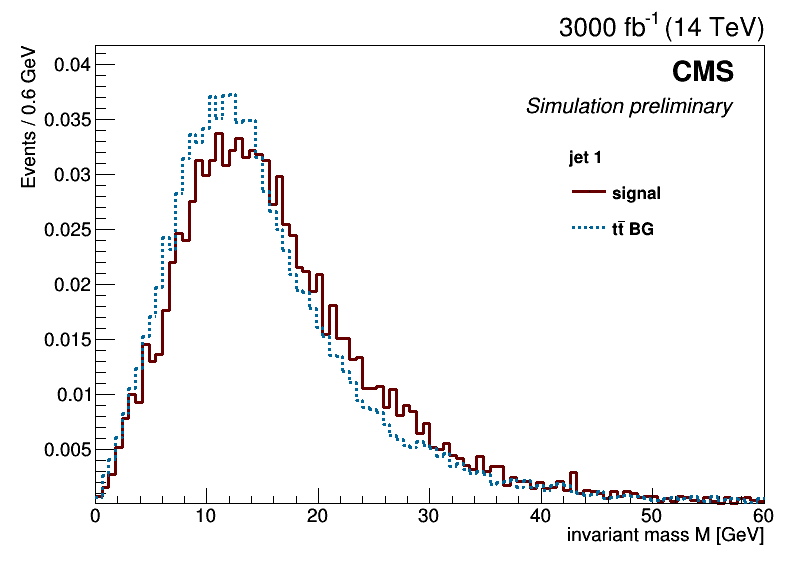 3000 fb⁻¹ (14 TeV)
Events / 0.6 GeV
0.04
0.035
0.03
0.025
0.02
0.015
0.01
0.005
CMS
Simulation preliminary
jet 1
signal
tt̄ BG
0 10 20 30 40 50 60
invariant mass M [GeV]